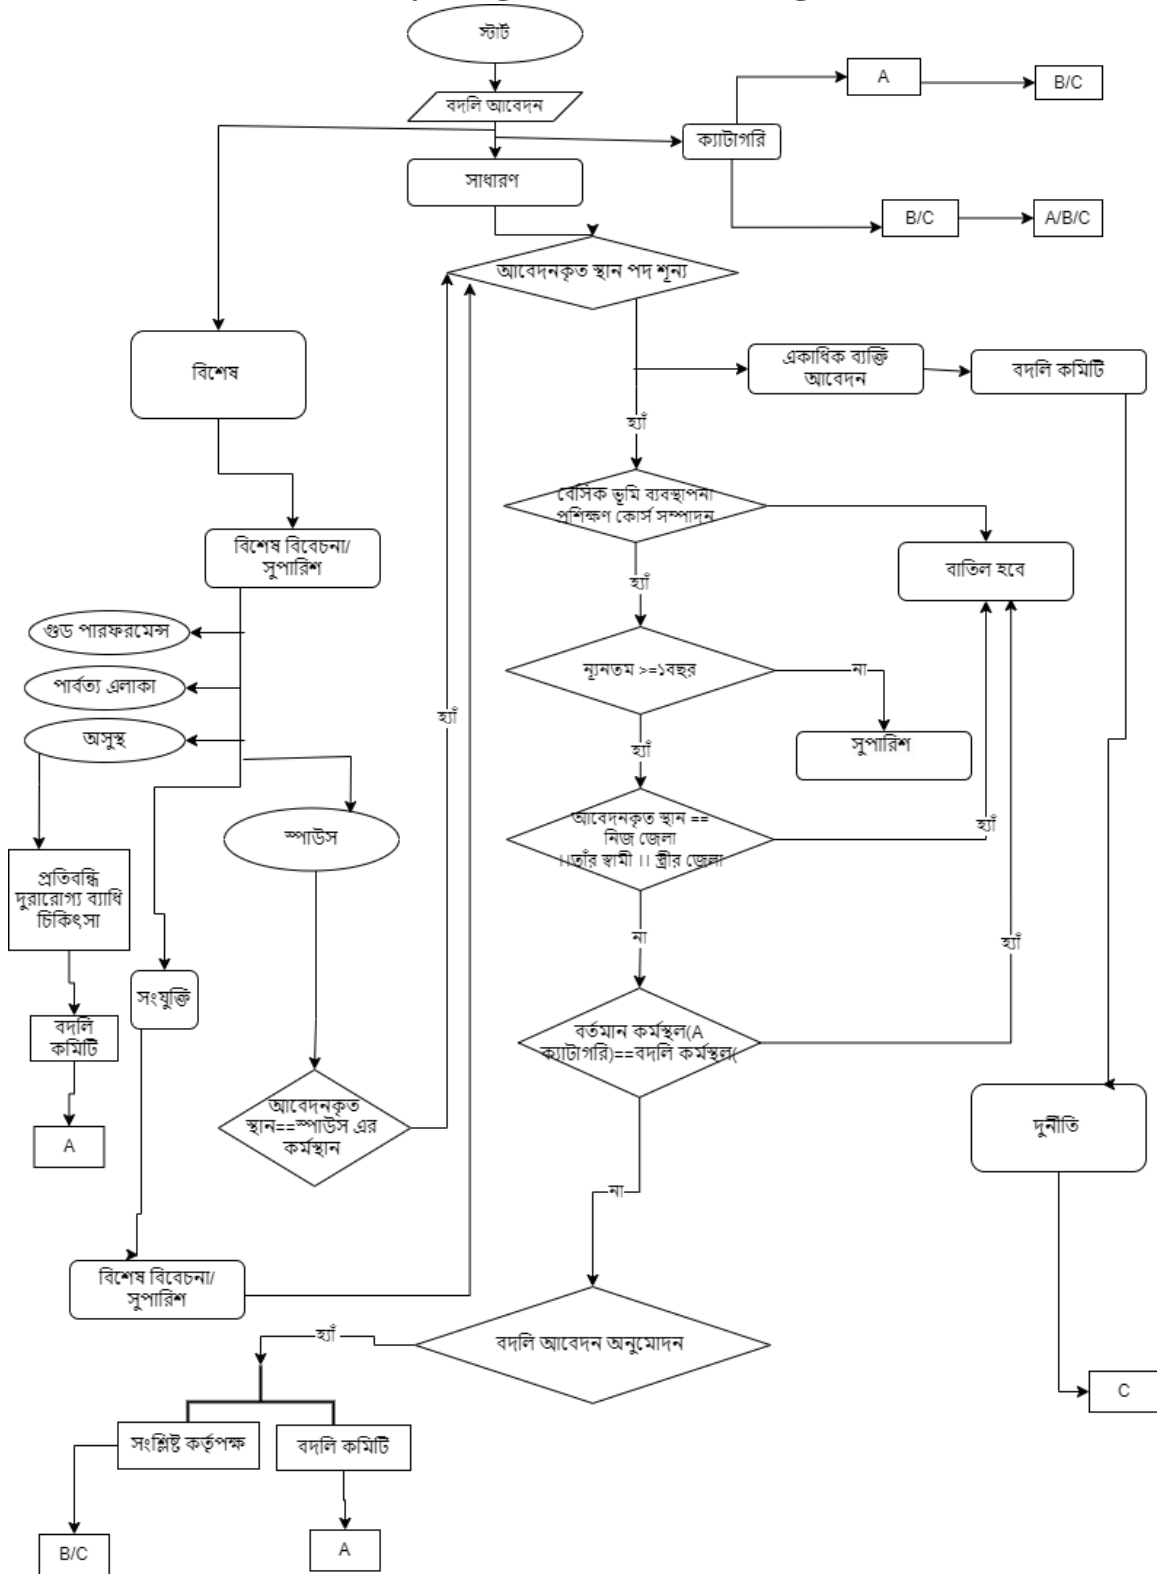 স্টার্ট
বদলি আবেদন
A
B/C
ক্যাটাগরি
সাধারণ
B/C
A/B/C
আবেদনকৃত স্থান পদ শূন্য
বিশেষ
একাধিক ব্যক্তি
আবেদন
বদলি কমিটি
হ্যাঁ
বেসিক ভূমি ব্যবস্থাপনা
প্রশিক্ষণ কোর্স সম্পাদন
বিশেষ বিবেচনা/
সুপারিশ
বাতিল হবে
হ্যাঁ
গুড পারফরমেন্স
ন্যূনতম >=১বছর
না
পার্বত্য এলাকা
হ্যাঁ
অসুস্থ
হ্যাঁ
সুপারিশ
স্পাউস
আবেদনকৃত স্থান ==
নিজ জেলা
।।তাঁর স্বামী ।। স্ত্রীর জেলা
হ্যাঁ
প্রতিবন্ধি
দুরারোগ্য ব্যাধি
চিকিৎসা
না
হ্যাঁ
সংযুক্তি
বদলি
কমিটি
বর্তমান কর্মস্থল(A
ক্যাটাগরি)==বদলি কর্মস্থল(
আবেদনকৃত
স্থান==স্পাউস এর
কর্মস্থান
A
দুর্নীতি
না
বিশেষ বিবেচনা/
সুপারিশ
হ্যাঁ
বদলি আবেদন অনুমোদন
C
সংশ্লিষ্ট কর্তৃপক্ষ
বদলি কমিটি
B/C
A